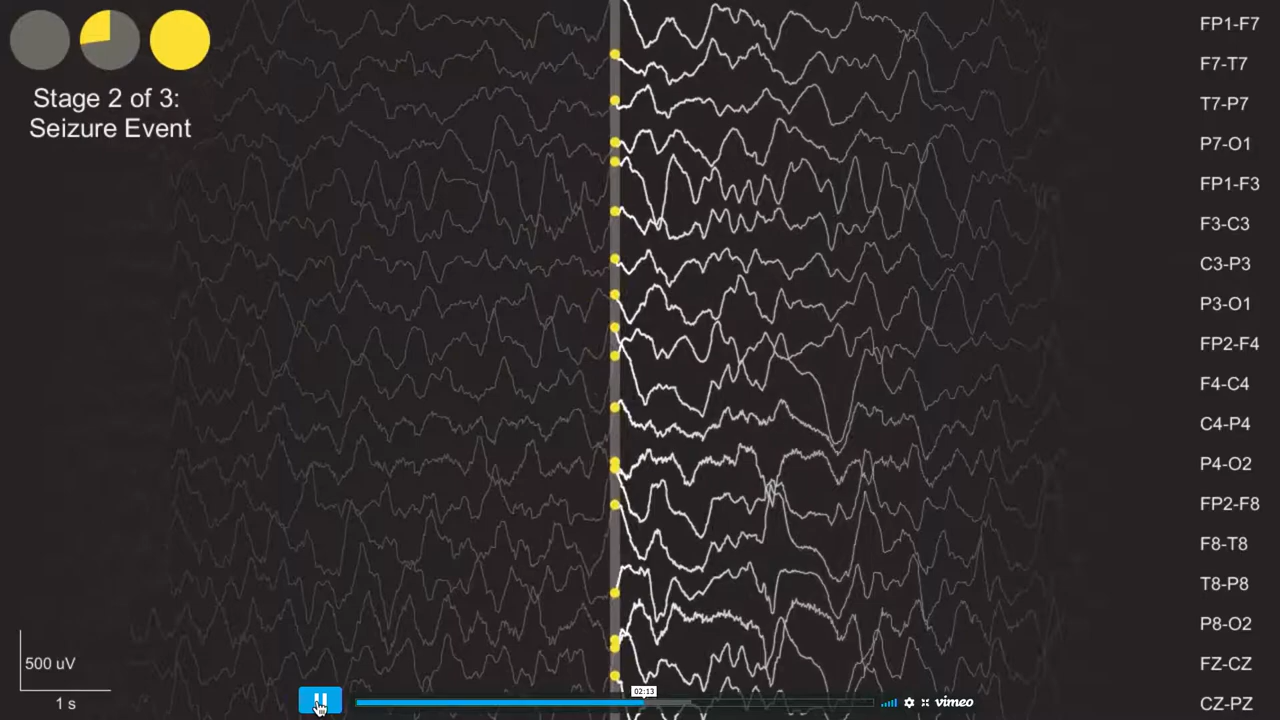 Stage 2 of 3:
Seizure Event
FP1-F7
F7-T7
T7-P7
P7-O1
FP1-F3
F3-C3
C3-P3
P3-O1
FP2-F4
F4-C4
C4-P4
P4-O2
FP2-F8
F8-T8
T8-P8
P8-O2
FZ-CZ
CZ-PZ
500 uV
1 s
02:13
vimeo